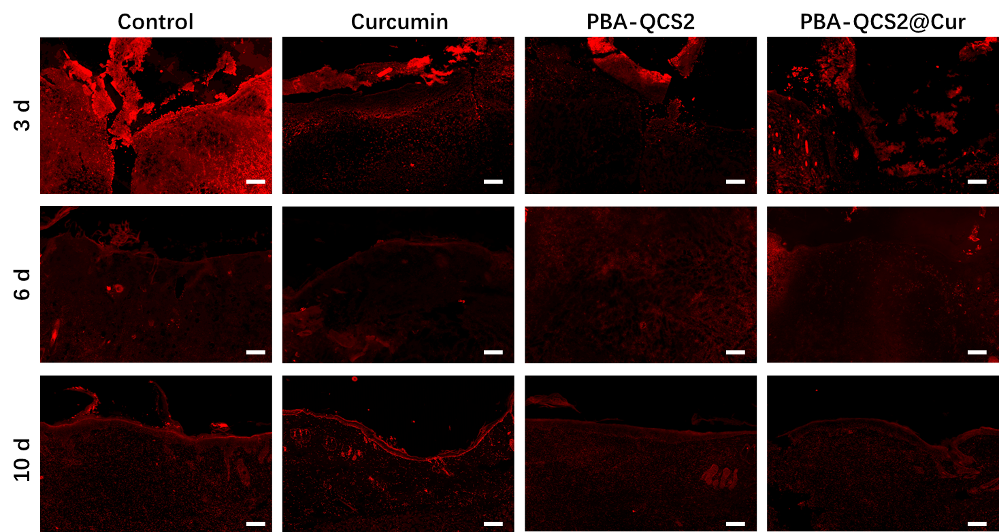 Control Curcumin PBA-QCS2 PBA-QCS2@Cur
3 d
6 d
10 d